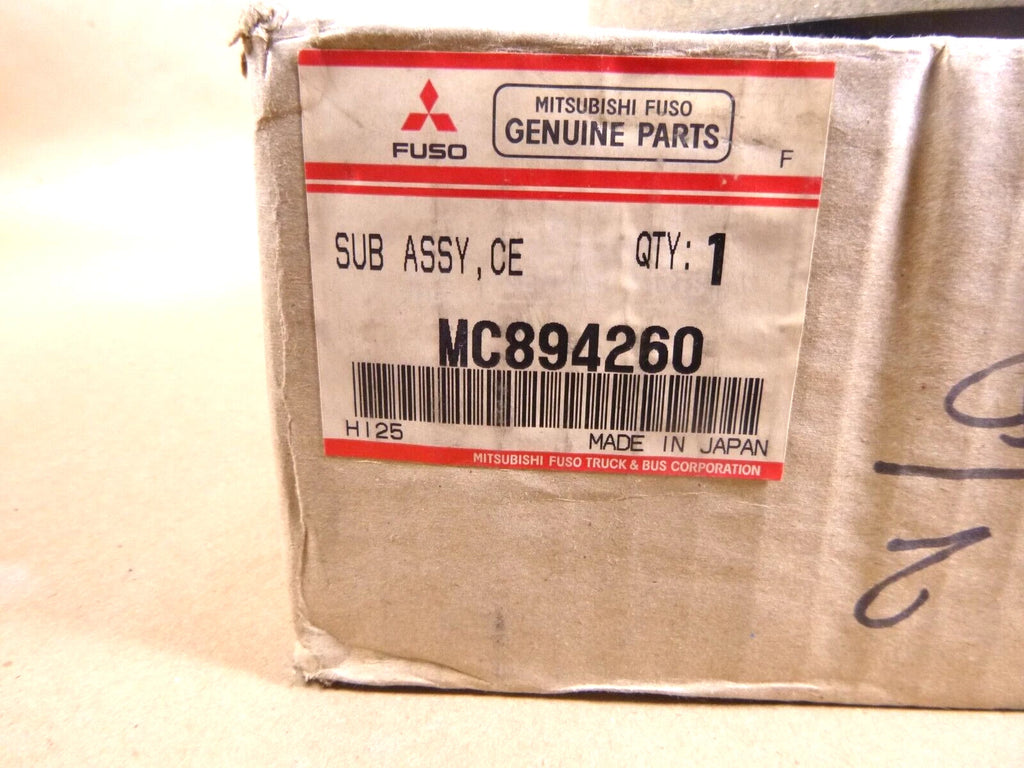 FUSO
MITSUBISHI FUSO
GENUINE PARTS
F
SUB ASSY,CE QTY: 1
MC894260
HI25 MADE IN JAPAN
MITSUBISHI FUSO TRUCK & BUS CORPORATION